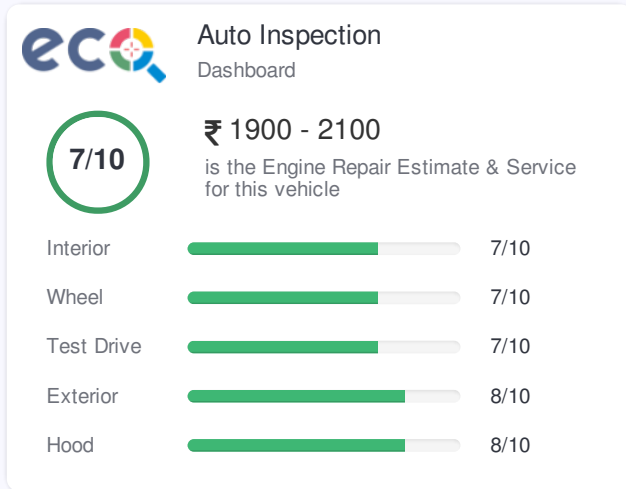 eco
Auto Inspection
Dashboard
7/10
₹ 1900 - 2100
is the Engine Repair Estimate & Service
for this vehicle
Interior 7/10
Wheel 7/10
Test Drive 7/10
Exterior 8/10
Hood 8/10